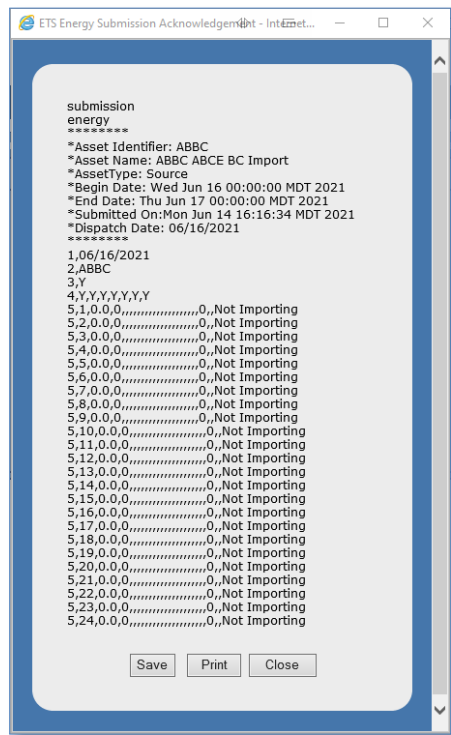 ETS Energy Submission Acknowledgement - Internet...
submission
energy
********
*Asset Identifier: ABBC
*Asset Name: ABBC ABCE BC Import
*AssetType: Source
*Begin Date: Wed Jun 16 00:00:00 MDT 2021
*End Date: Thu Jun 17 00:00:00 MDT 2021
*Submitted On:Mon Jun 14 16:16:34 MDT 2021
*Dispatch Date: 06/16/2021
********
1,06/16/2021
2,ABBC
3,Y
4,Y,Y,Y,Y,Y,Y,Y
5,1,0.0,0,,,,,,,,,,,,,,,,,,,,,0,,Not Importing
5,2,0.0,0,,,,,,,,,,,,,,,,,,,,,0,,Not Importing
5,3,0.0,0,,,,,,,,,,,,,,,,,,,,,0,,Not Importing
5,4,0.0,0,,,,,,,,,,,,,,,,,,,,,0,,Not Importing
5,5,0.0,0,,,,,,,,,,,,,,,,,,,,,0,,Not Importing
5,6,0.0,0,,,,,,,,,,,,,,,,,,,,,0,,Not Importing
5,7,0.0,0,,,,,,,,,,,,,,,,,,,,,0,,Not Importing
5,8,0.0,0,,,,,,,,,,,,,,,,,,,,,0,,Not Importing
5,9,0.0,0,,,,,,,,,,,,,,,,,,,,,0,,Not Importing
5,10,0.0,0,,,,,,,,,,,,,,,,,,,,,0,,Not Importing
5,11,0.0,0,,,,,,,,,,,,,,,,,,,,,0,,Not Importing
5,12,0.0,0,,,,,,,,,,,,,,,,,,,,,0,,Not Importing
5,13,0.0,0,,,,,,,,,,,,,,,,,,,,,0,,Not Importing
5,14,0.0,0,,,,,,,,,,,,,,,,,,,,,0,,Not Importing
5,15,0.0,0,,,,,,,,,,,,,,,,,,,,,0,,Not Importing
5,16,0.0,0,,,,,,,,,,,,,,,,,,,,,0,,Not Importing
5,17,0.0,0,,,,,,,,,,,,,,,,,,,,,0,,Not Importing
5,18,0.0,0,,,,,,,,,,,,,,,,,,,,,0,,Not Importing
5,19,0.0,0,,,,,,,,,,,,,,,,,,,,,0,,Not Importing
5,20,0.0,0,,,,,,,,,,,,,,,,,,,,,0,,Not Importing
5,21,0.0,0,,,,,,,,,,,,,,,,,,,,,0,,Not Importing
5,22,0.0,0,,,,,,,,,,,,,,,,,,,,,0,,Not Importing
5,23,0.0,0,,,,,,,,,,,,,,,,,,,,,0,,Not Importing
5,24,0.0,0,,,,,,,,,,,,,,,,,,,,,0,,Not Importing
Save Print Close